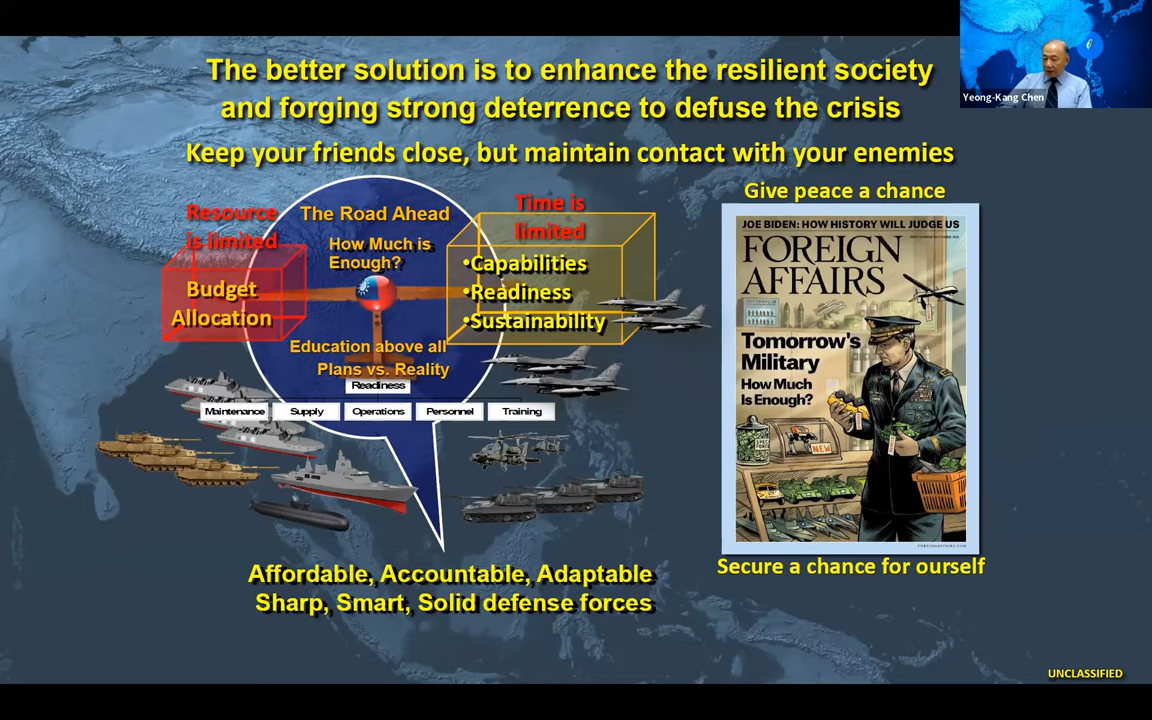 The better solution is to enhance the resilient society
and forging strong deterrence to defuse the crisis
Keep your friends close, but maintain contact with your enemies
Yeong-Kang Chen
Resource
is limited
Budget
Allocation
The Road Ahead
How Much is
Enough?
Education above all
Plans vs. Reality
Readiness
Maintenance
Supply
Operations
Personnel
Training
Time is
limited
•Capabilities
•Readiness
•Sustainability
Give peace a chance
JOE BIDEN: HOW HISTORY WILL JUDGE US
FOREIGN
AFFAIRS
Tomorrow's
Military
How Much
Is Enough?
NEW
FOREIGNAFFAIRS.COM
Secure a chance for ourself
Affordable, Accountable, Adaptable
Sharp, Smart, Solid defense forces
UNCLASSIFIED